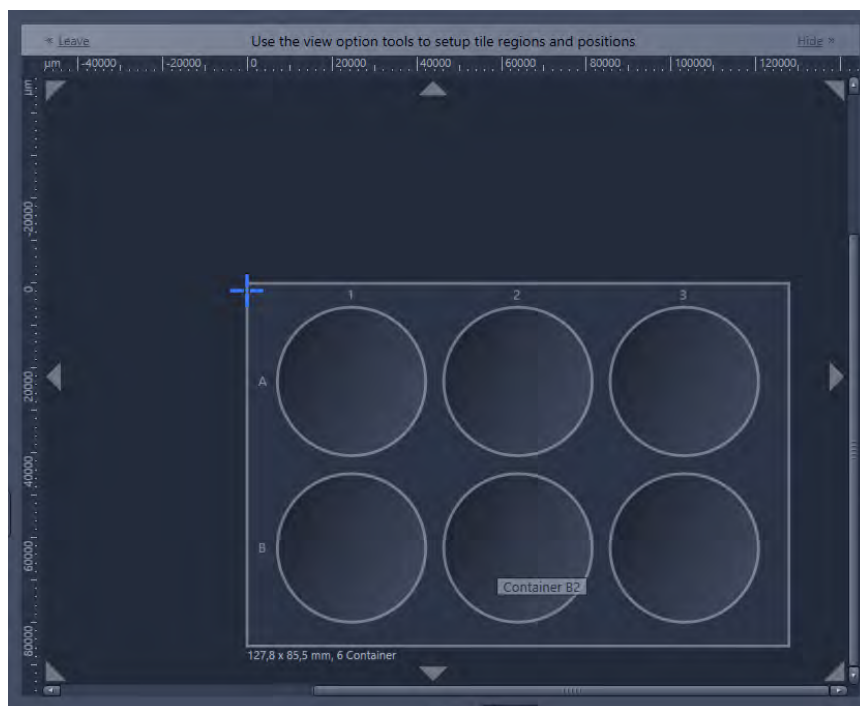 Leave
Use the view option tools to setup tile regions and positions
Hide
µm -40000 -20000 0 20000 40000 60000 80000 100000 120000
µm
-20000
0
20000
40000
60000
80000
1 2 3
A
B
Container B2
127,8 x 85,5 mm, 6 Container